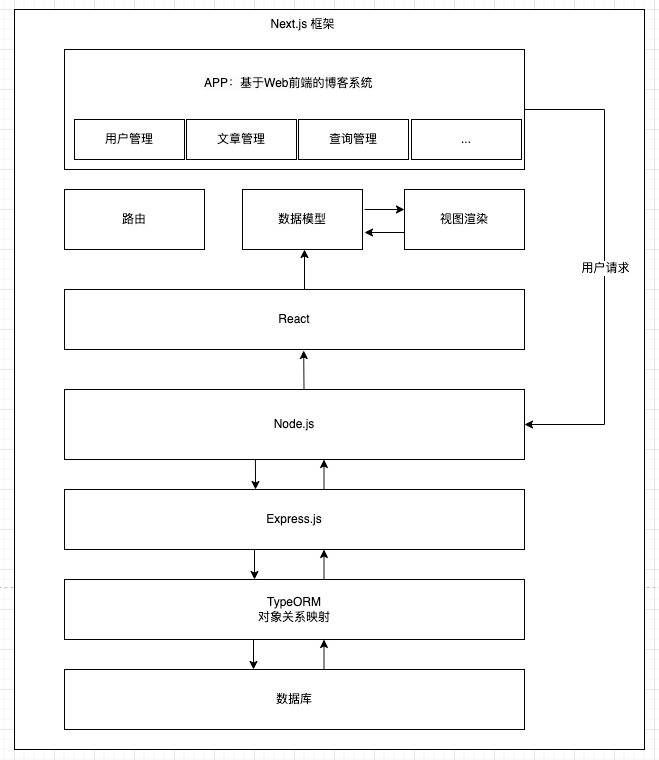 Next.js 框架
APP：基于Web前端的博客系统
用户管理
文章管理
查询管理
...
路由
数据模型
视图渲染
用户请求
React
Node.js
Express.js
TypeORM
对象关系映射
数据库